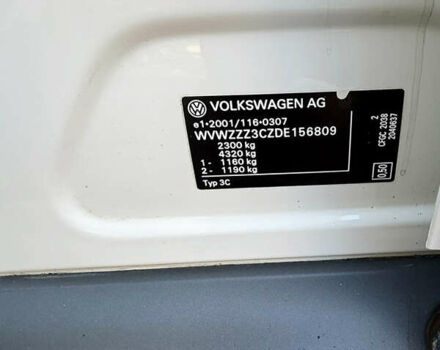 VOLKSWAGEN AG
e1*2001/116*0307
WVWZZZ3CZDE156809
2300 kg
4320 kg
1 - 1160 kg
2 - 1190 kg
Typ 3C
2
CFGC 2038
2040637
0,50